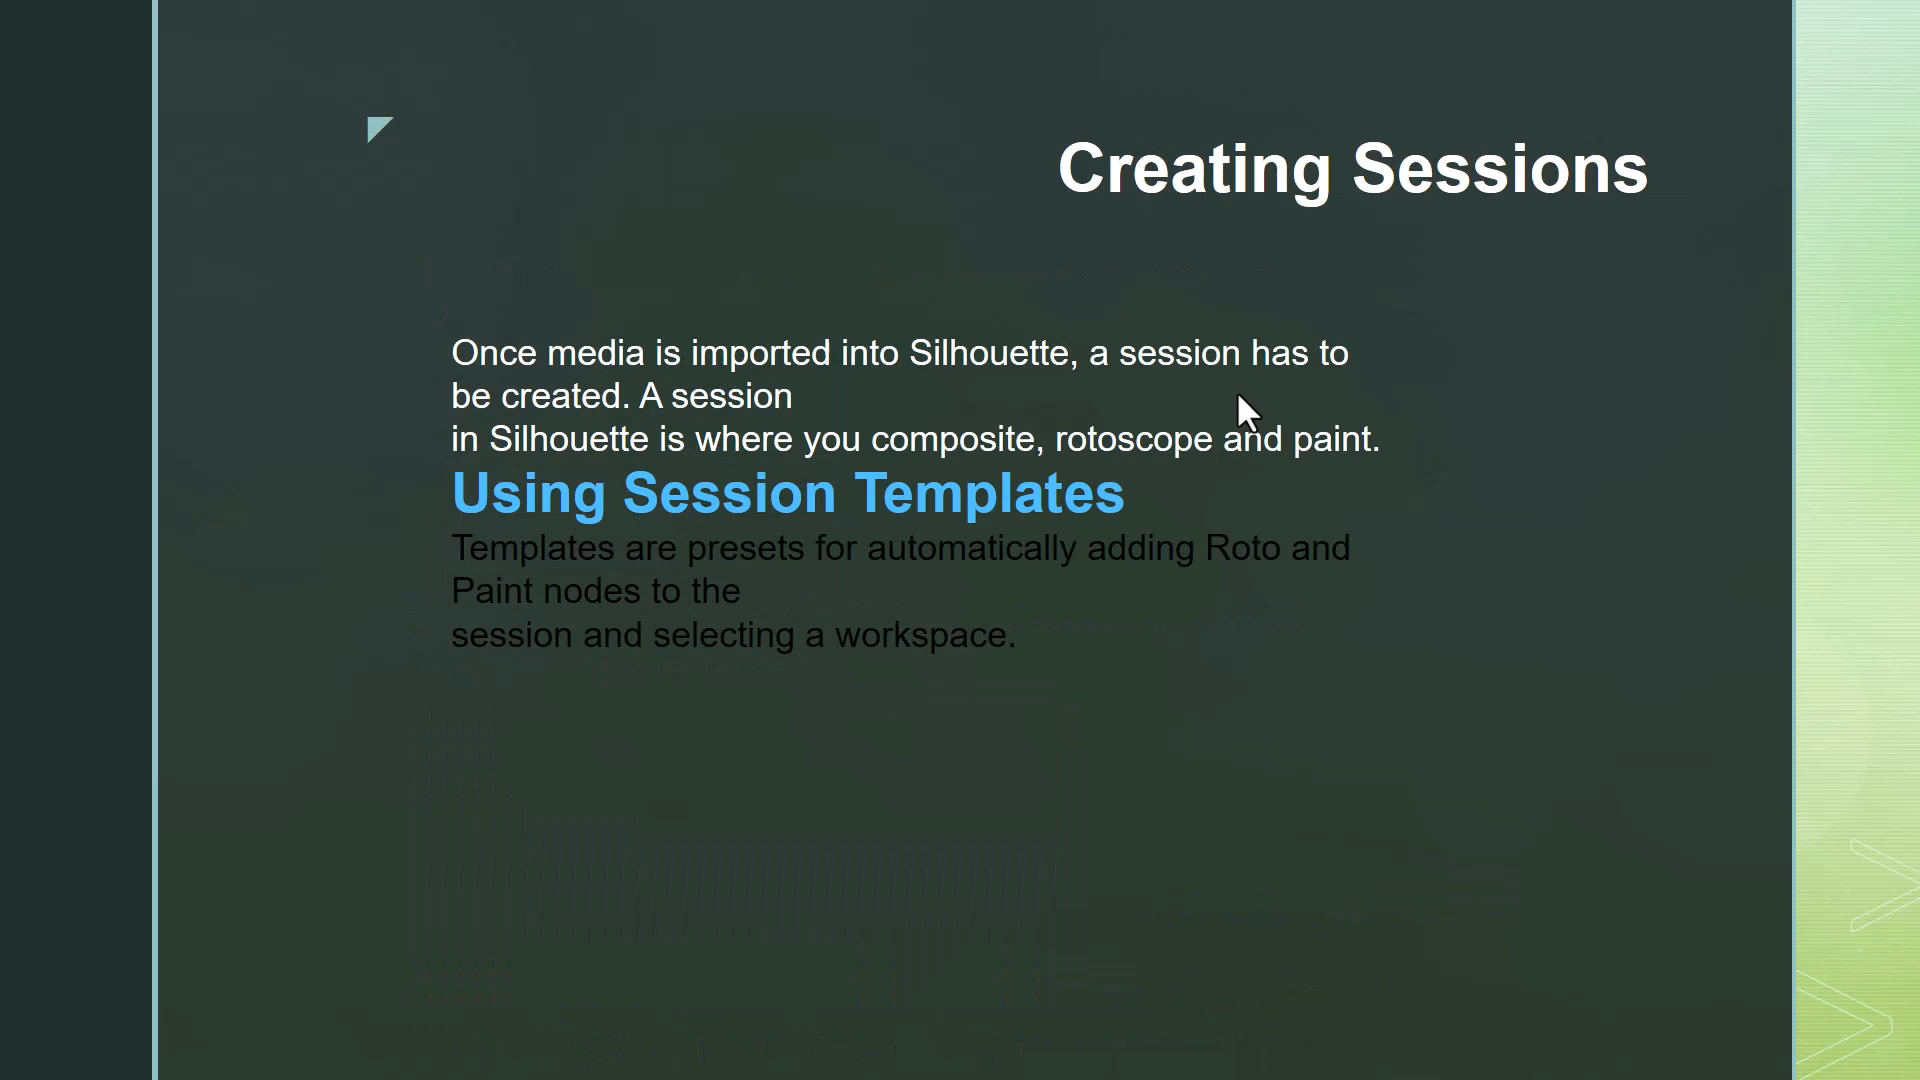 Creating Sessions
Once media is imported into Silhouette, a session has to
be created. A session
in Silhouette is where you composite, rotoscope and paint.
Using Session Templates
Templates are presets for automatically adding Roto and
Paint nodes to the
session and selecting a workspace.